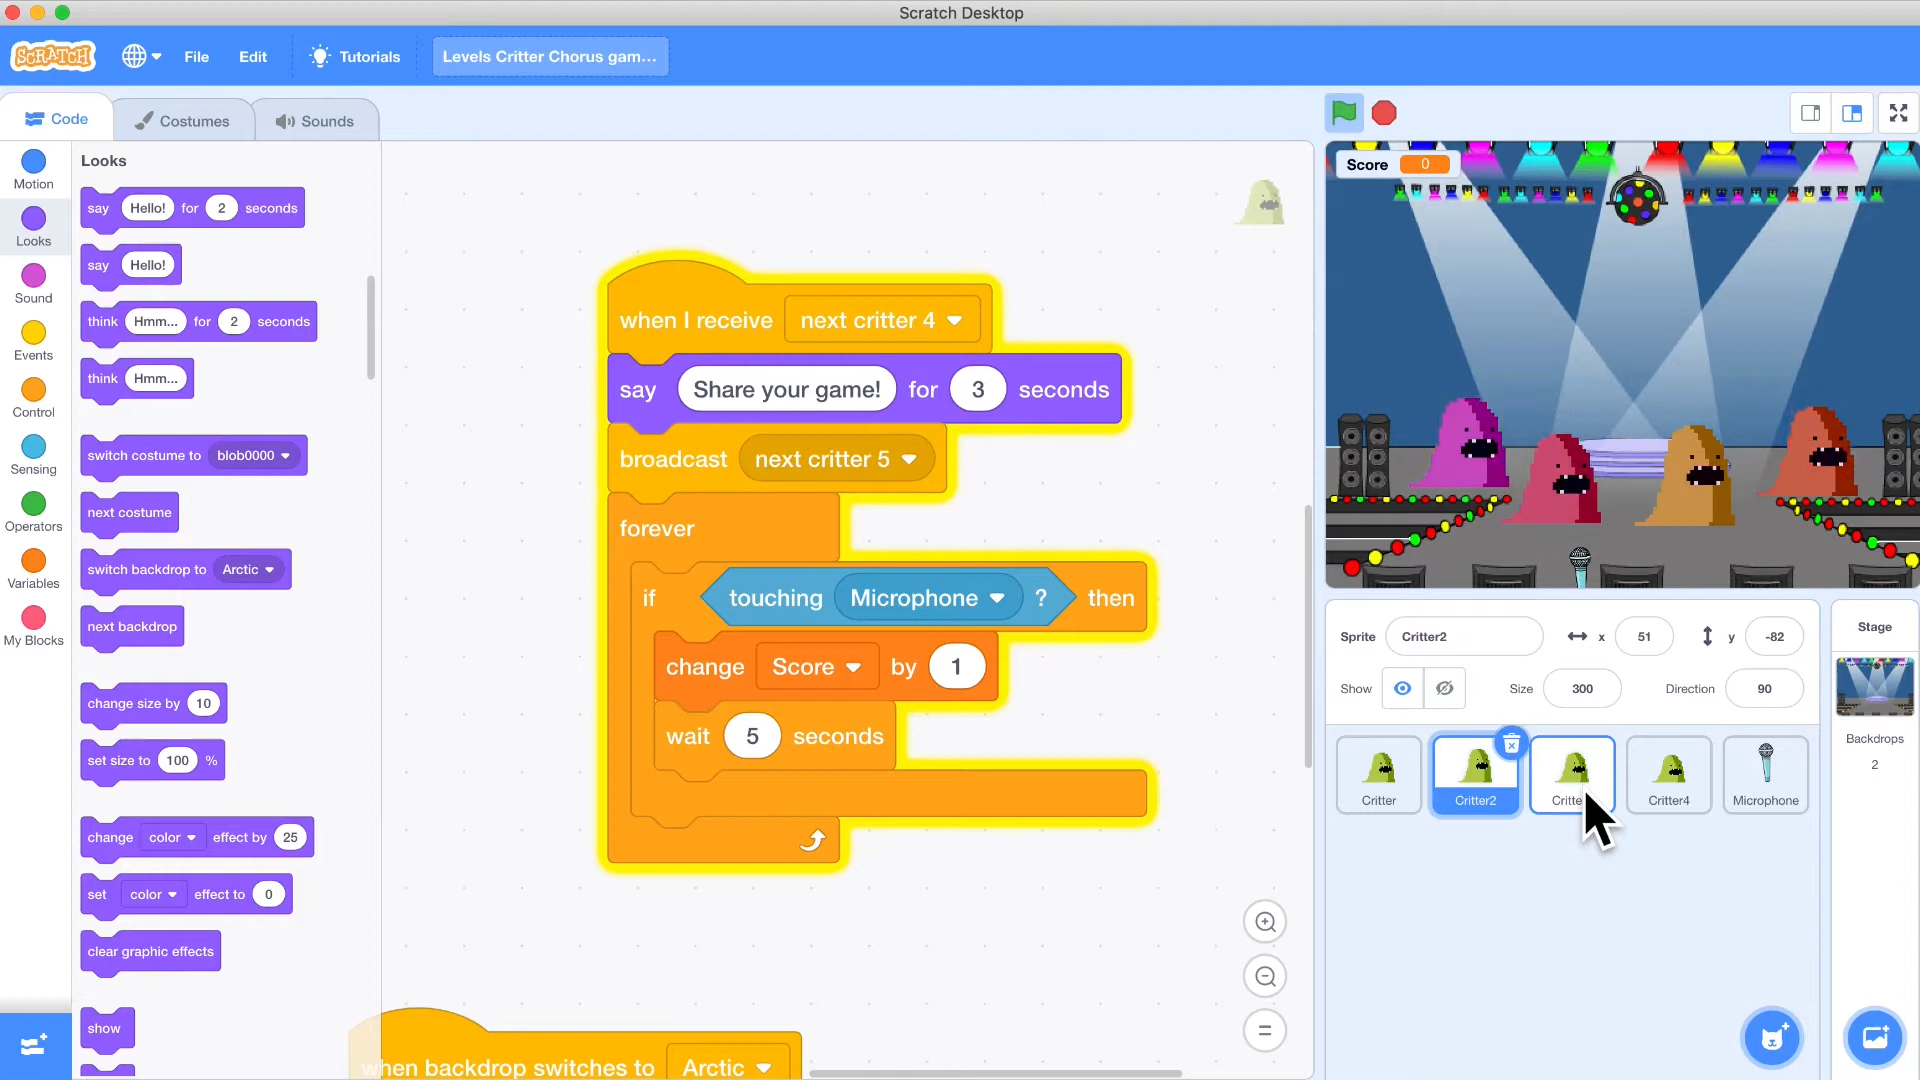 Scratch Desktop
SCRATCH
File
Edit
Tutorials
Levels Critter Chorus gam...
Code
Costumes
Sounds
Motion
Looks
Sound
Events
Control
Sensing
Operators
Variables
My Blocks
Looks
say Hello! for 2 seconds
say Hello!
think Hmm... for 2 seconds
think Hmm...
switch costume to blob0000
next costume
switch backdrop to Arctic
next backdrop
change size by 10
set size to 100 %
change color effect by 25
set color effect to 0
clear graphic effects
show
when I receive next critter 4
say Share your game! for 3 seconds
broadcast next critter 5
forever
if touching Microphone ? then
change Score by 1
wait 5 seconds
when backdrop switches to Arctic
Score 0
Sprite Critter2 x 51 y -82
Show Size 300 Direction 90
Critter
Critter2
Critte
Critter4
Microphone
Stage
Backdrops
2